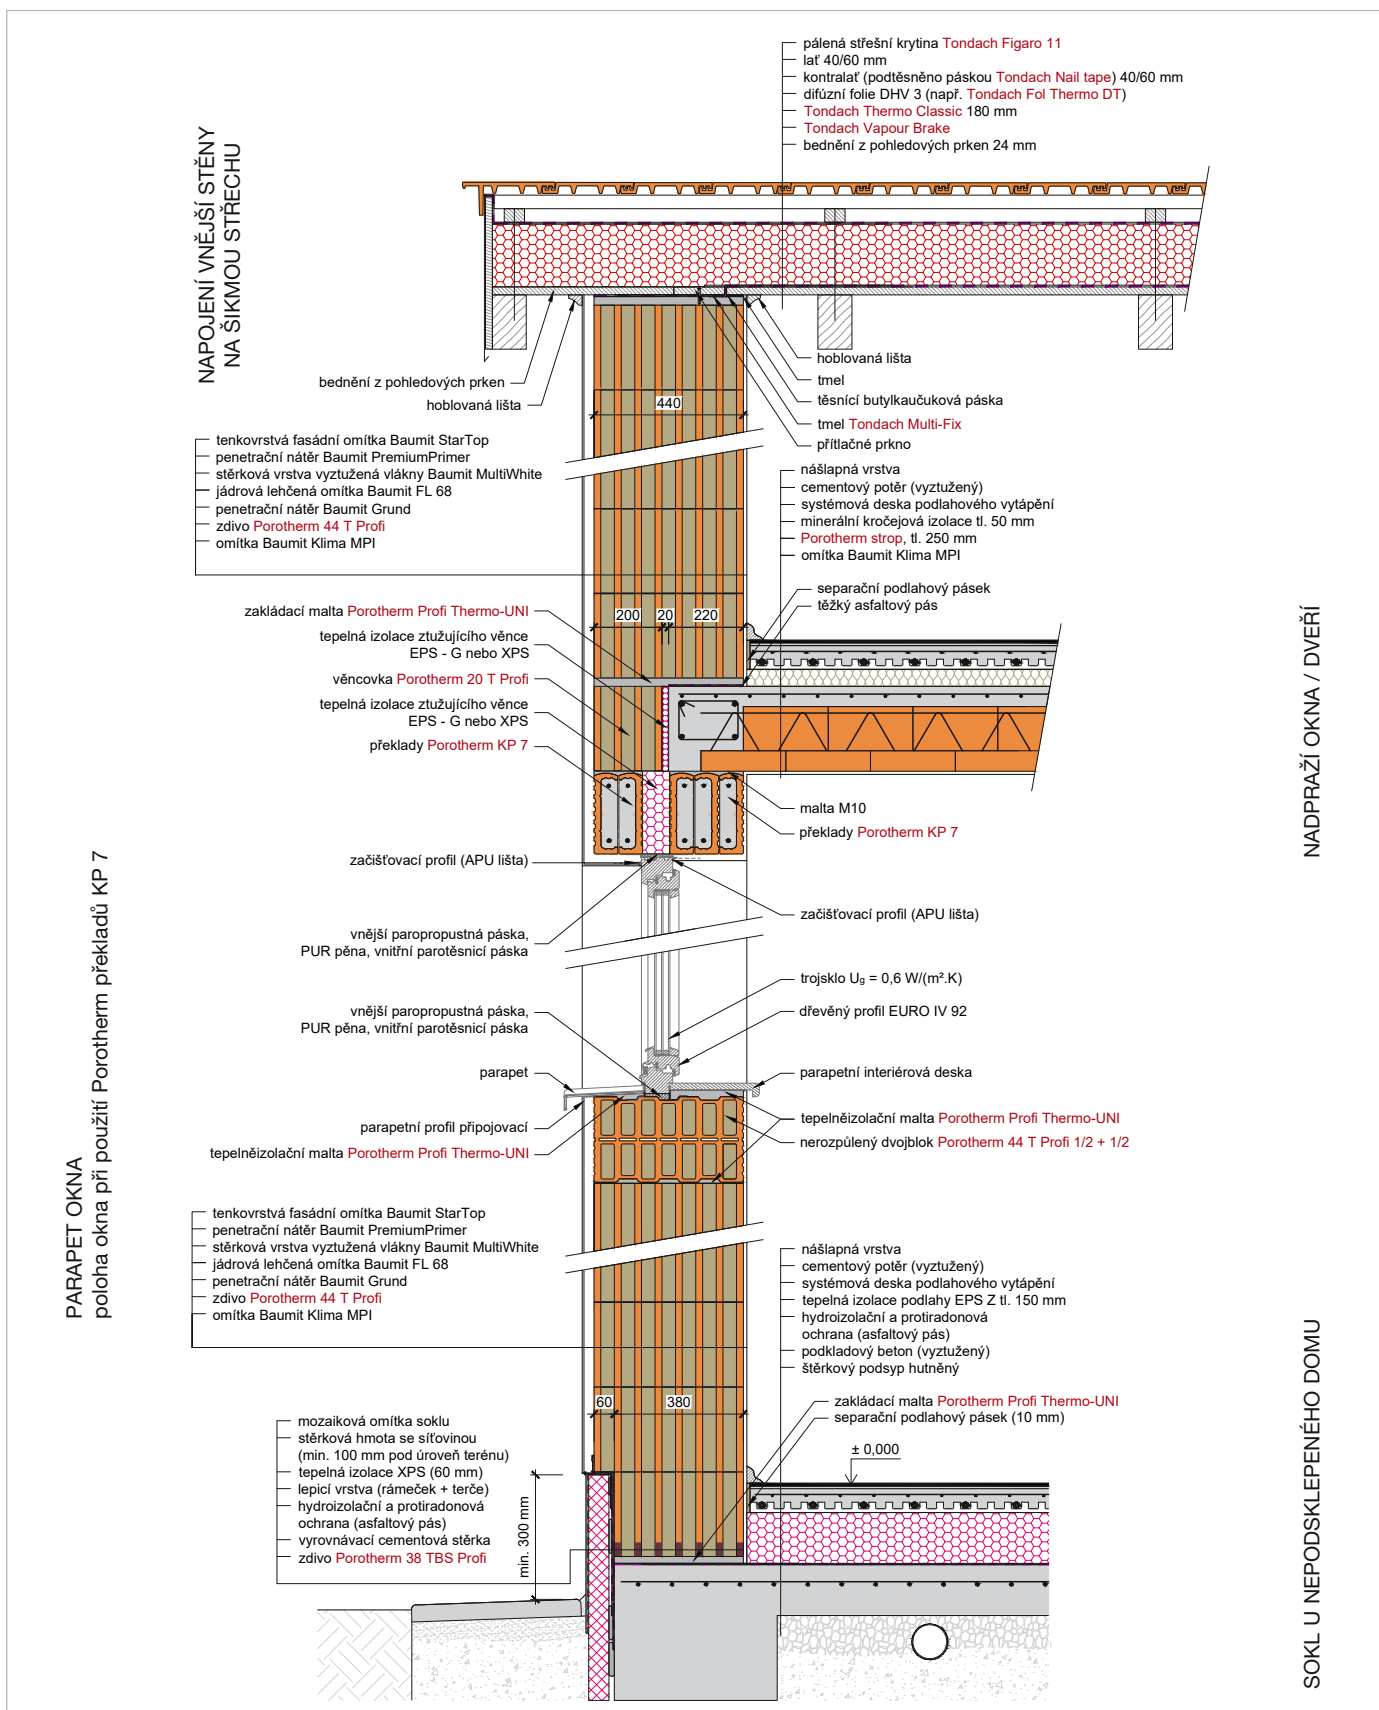 pálená střešní krytina Tondach Figaro 11
lať 40/60 mm
kontralať (podtěsněno páskou Tondach Nail tape) 40/60 mm
difúzní folie DHV 3 (např. Tondach Fol Thermo DT)
Tondach Thermo Classic 180 mm
Tondach Vapour Brake
bednění z pohledových prken 24 mm
NAPOJENÍ VNĚJŠÍ STĚNY
NA ŠIKMOU STŘECHU
bednění z pohledových prken
hoblovaná lišta
hoblovaná lišta
tmel
těsnící butylkaučuková páska
tmel Tondach Multi-Fix
přítlačné prkno
440
tenkovrstvá fasádní omítka Baumit StarTop
penetrační nátěr Baumit PremiumPrimer
stěrková vrstva vyztužená vlákny Baumit MultiWhite
jádrová lehčená omítka Baumit FL 68
penetrační nátěr Baumit Grund
zdivo Porotherm 44 T Profi
omítka Baumit Klima MPI
nášlapná vrstva
cementový potěr (vyztužený)
systémová deska podlahového vytápění
minerální kročejová izolace tl. 50 mm
Porotherm strop, tl. 250 mm
omítka Baumit Klima MPI
separační podlahový pásek
těžký asfaltový pás
200 20 220
zakládací malta Porotherm Profi Thermo-UNI
tepelná izolace ztužujícího věnce
EPS - G nebo XPS
věncovka Porotherm 20 T Profi
tepelná izolace ztužujícího věnce
EPS - G nebo XPS
překlady Porotherm KP 7
NADPRAŽÍ OKNA / DVEŘÍ
malta M10
překlady Porotherm KP 7
začišťovací profil (APU lišta)
začišťovací profil (APU lišta)
vnější paropropustná páska,
PUR pěna, vnitřní parotěsnicí páska
trojsklo Ug = 0,6 W/(m².K)
dřevěný profil EURO IV 92
vnější paropropustná páska,
PUR pěna, vnitřní parotěsnicí páska
parapet
parapetní interiérová deska
parapetní profil připojovací
tepelněizolační malta Porotherm Profi Thermo-UNI
tepelněizolační malta Porotherm Profi Thermo-UNI
nerozpůlený dvojblok Porotherm 44 T Profi 1/2 + 1/2
PARAPET OKNA
poloha okna při použití Porotherm překladů KP 7
tenkovrstvá fasádní omítka Baumit StarTop
penetrační nátěr Baumit PremiumPrimer
stěrková vrstva vyztužená vlákny Baumit MultiWhite
jádrová lehčená omítka Baumit FL 68
penetrační nátěr Baumit Grund
zdivo Porotherm 44 T Profi
omítka Baumit Klima MPI
nášlapná vrstva
cementový potěr (vyztužený)
systémová deska podlahového vytápění
tepelná izolace podlahy EPS Z tl. 150 mm
hydroizolační a protiradonová
ochrana (asfaltový pás)
podkladový beton (vyztužený)
štěrkový podsyp hutněný
60 380
zakládací malta Porotherm Profi Thermo-UNI
separační podlahový pásek (10 mm)
± 0,000
mozaiková omítka soklu
stěrková hmota se síťovinou
(min. 100 mm pod úroveň terénu)
tepelná izolace XPS (60 mm)
lepicí vrstva (rámeček + terče)
hydroizolační a protiradonová
ochrana (asfaltový pás)
vyrovnávací cementová stěrka
zdivo Porotherm 38 TBS Profi
min. 300 mm
SOKL U NEPODSKLEPENÉHO DOMU